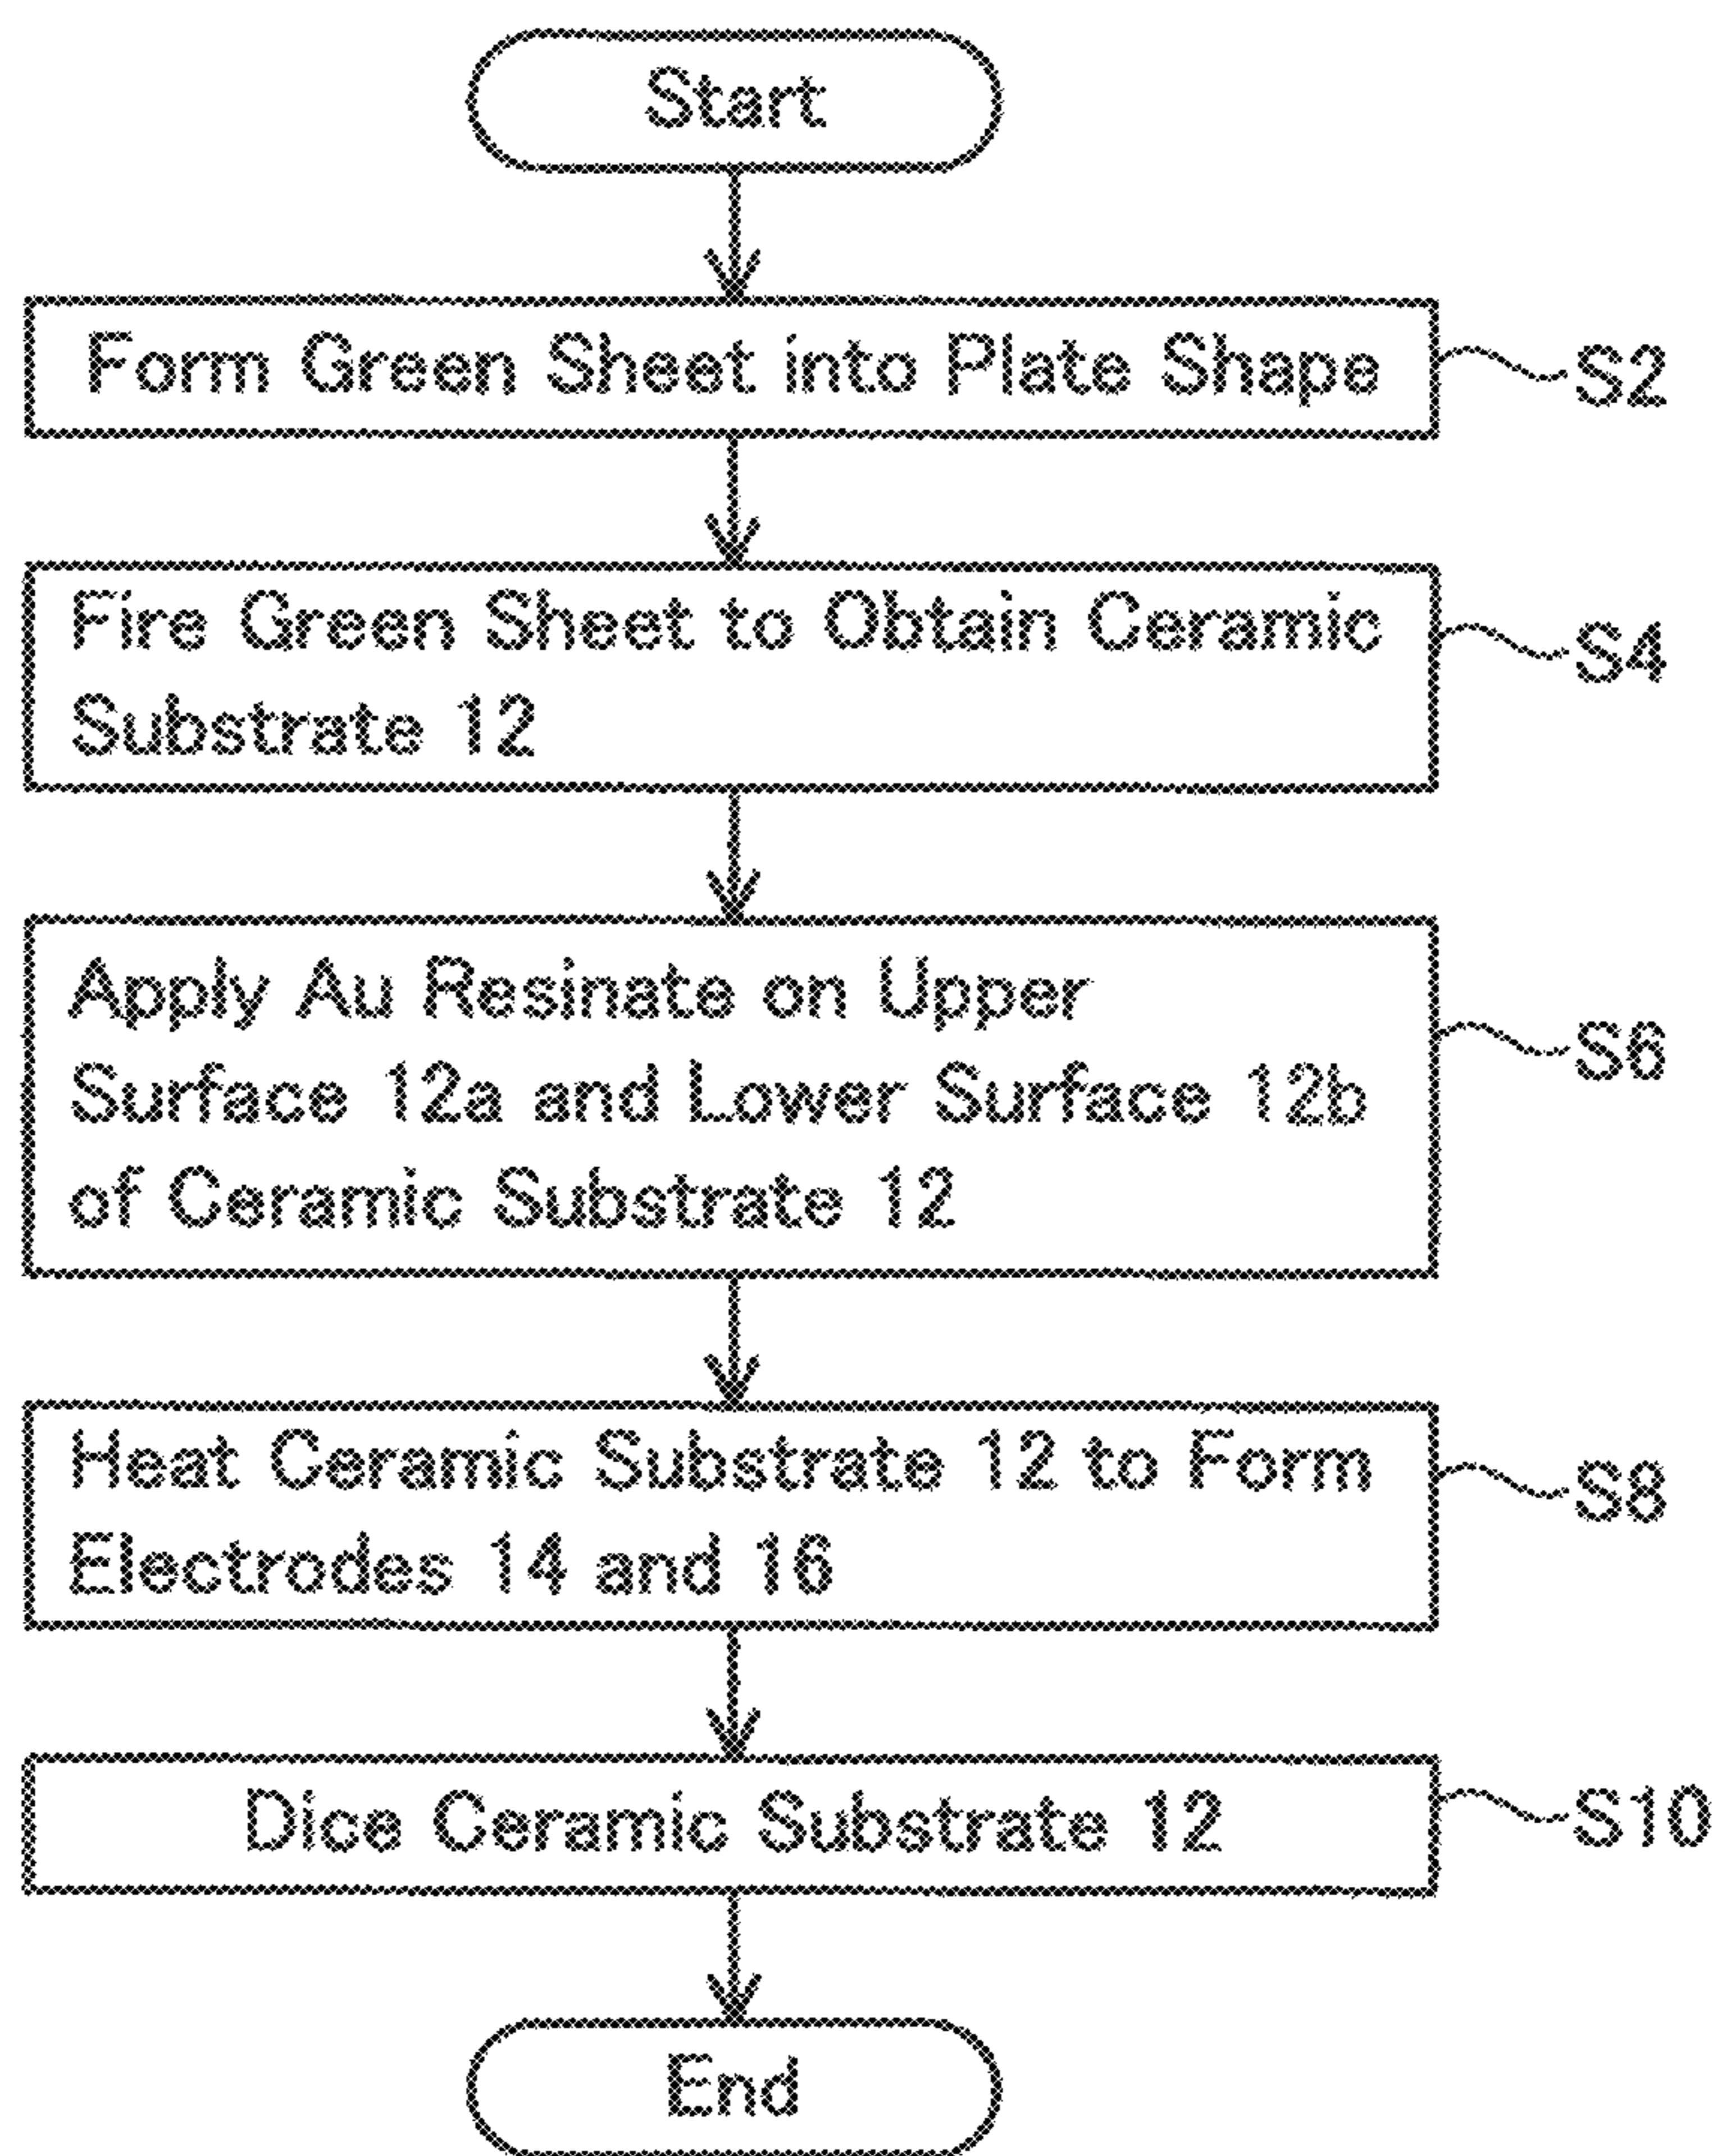 Start
Form Green Sheet into Plate Shape
S2
Fire Green Sheet to Obtain Ceramic
Substrate 12
S4
Apply Au Resinate on Upper
Surface 12a and Lower Surface 12b
of Ceramic Substrate 12
S6
Heat Ceramic Substrate 12 to Form
Electrodes 14 and 16
S8
Dice Ceramic Substrate 12
S10
End